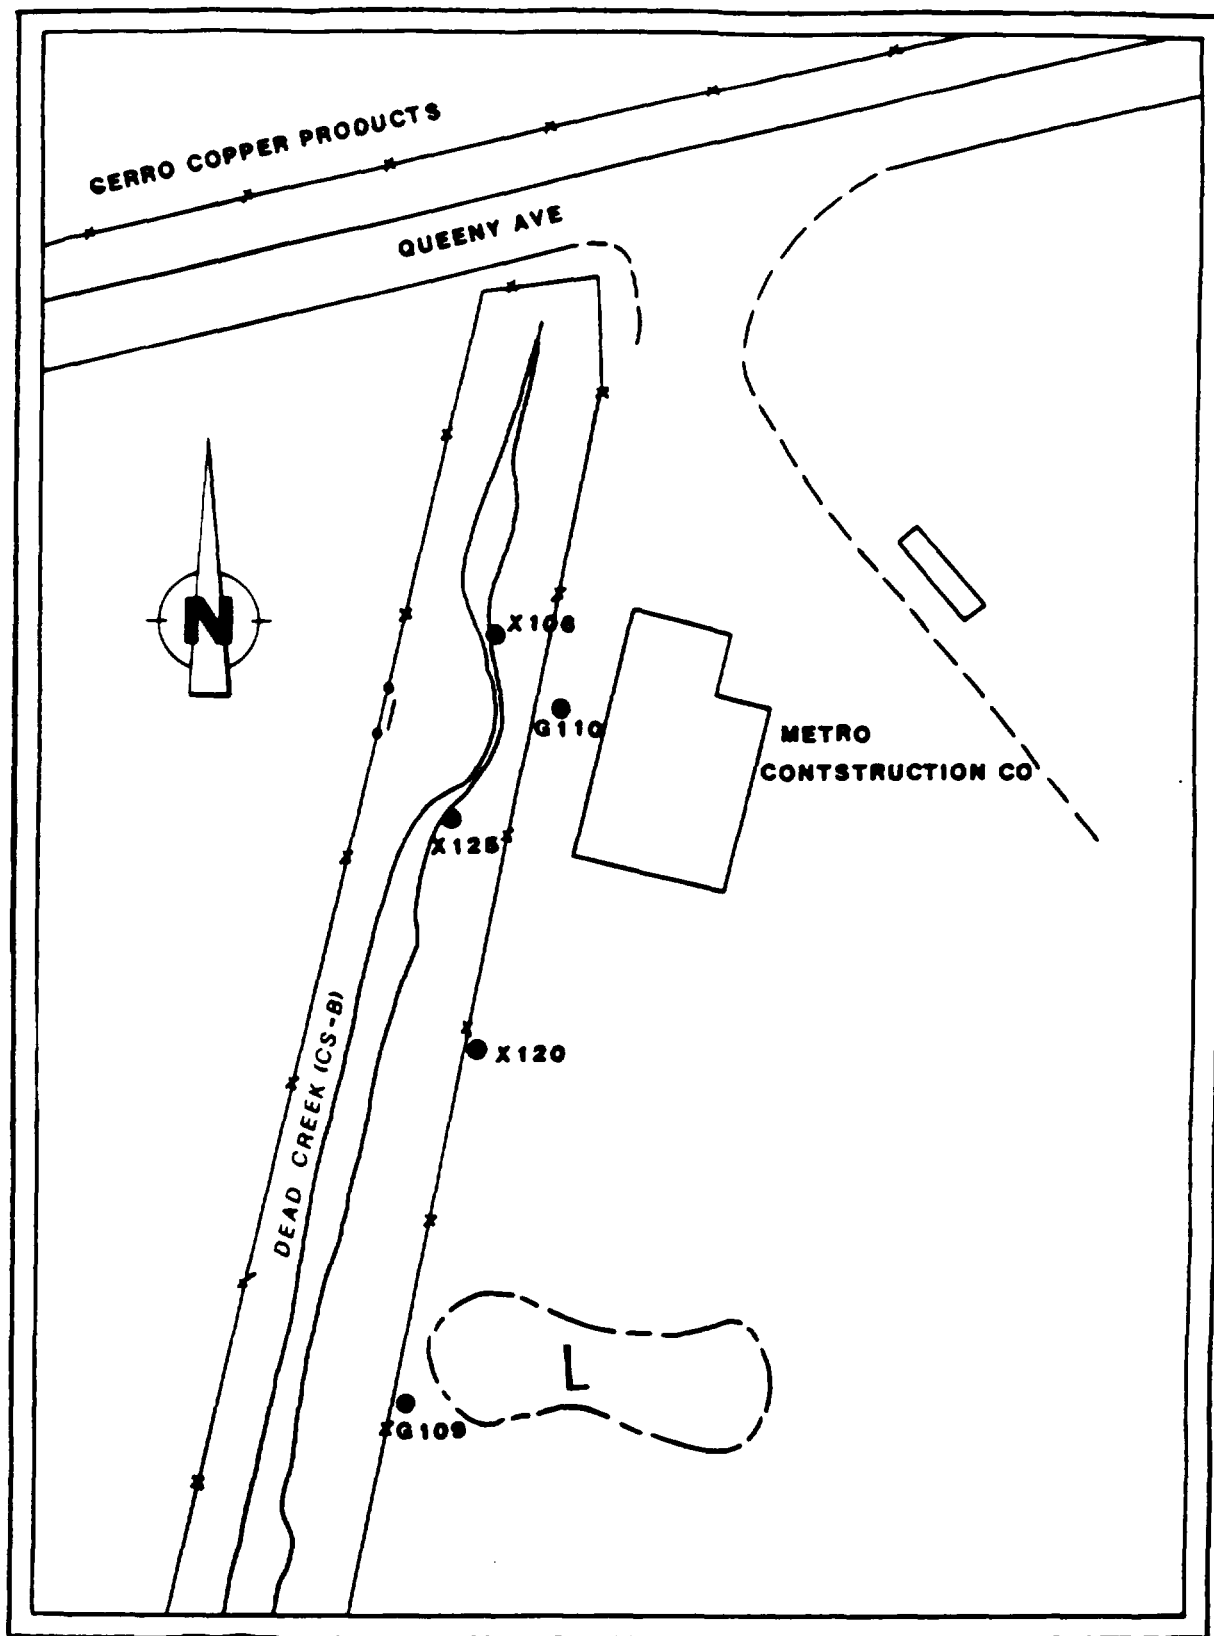 CERRO COPPER PRODUCTS
QUEENY AVE
N
X106
G110
METRO
CONTSTRUCTION CO
X125
DEAD CREEK (CS-B)
X120
L
G109